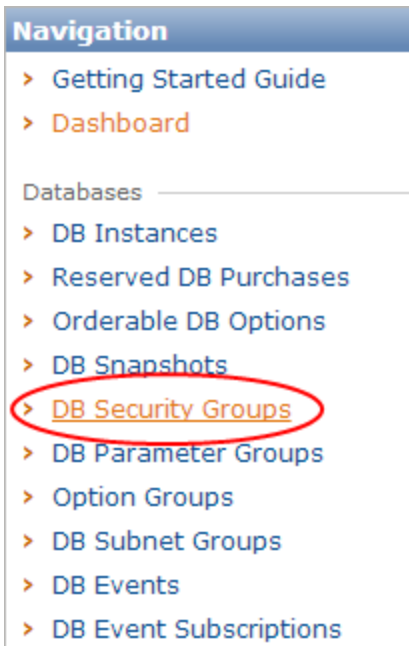 Navigation
Getting Started Guide
Dashboard
Databases
DB Instances
Reserved DB Purchases
Orderable DB Options
DB Snapshots
DB Security Groups
DB Parameter Groups
Option Groups
DB Subnet Groups
DB Events
DB Event Subscriptions